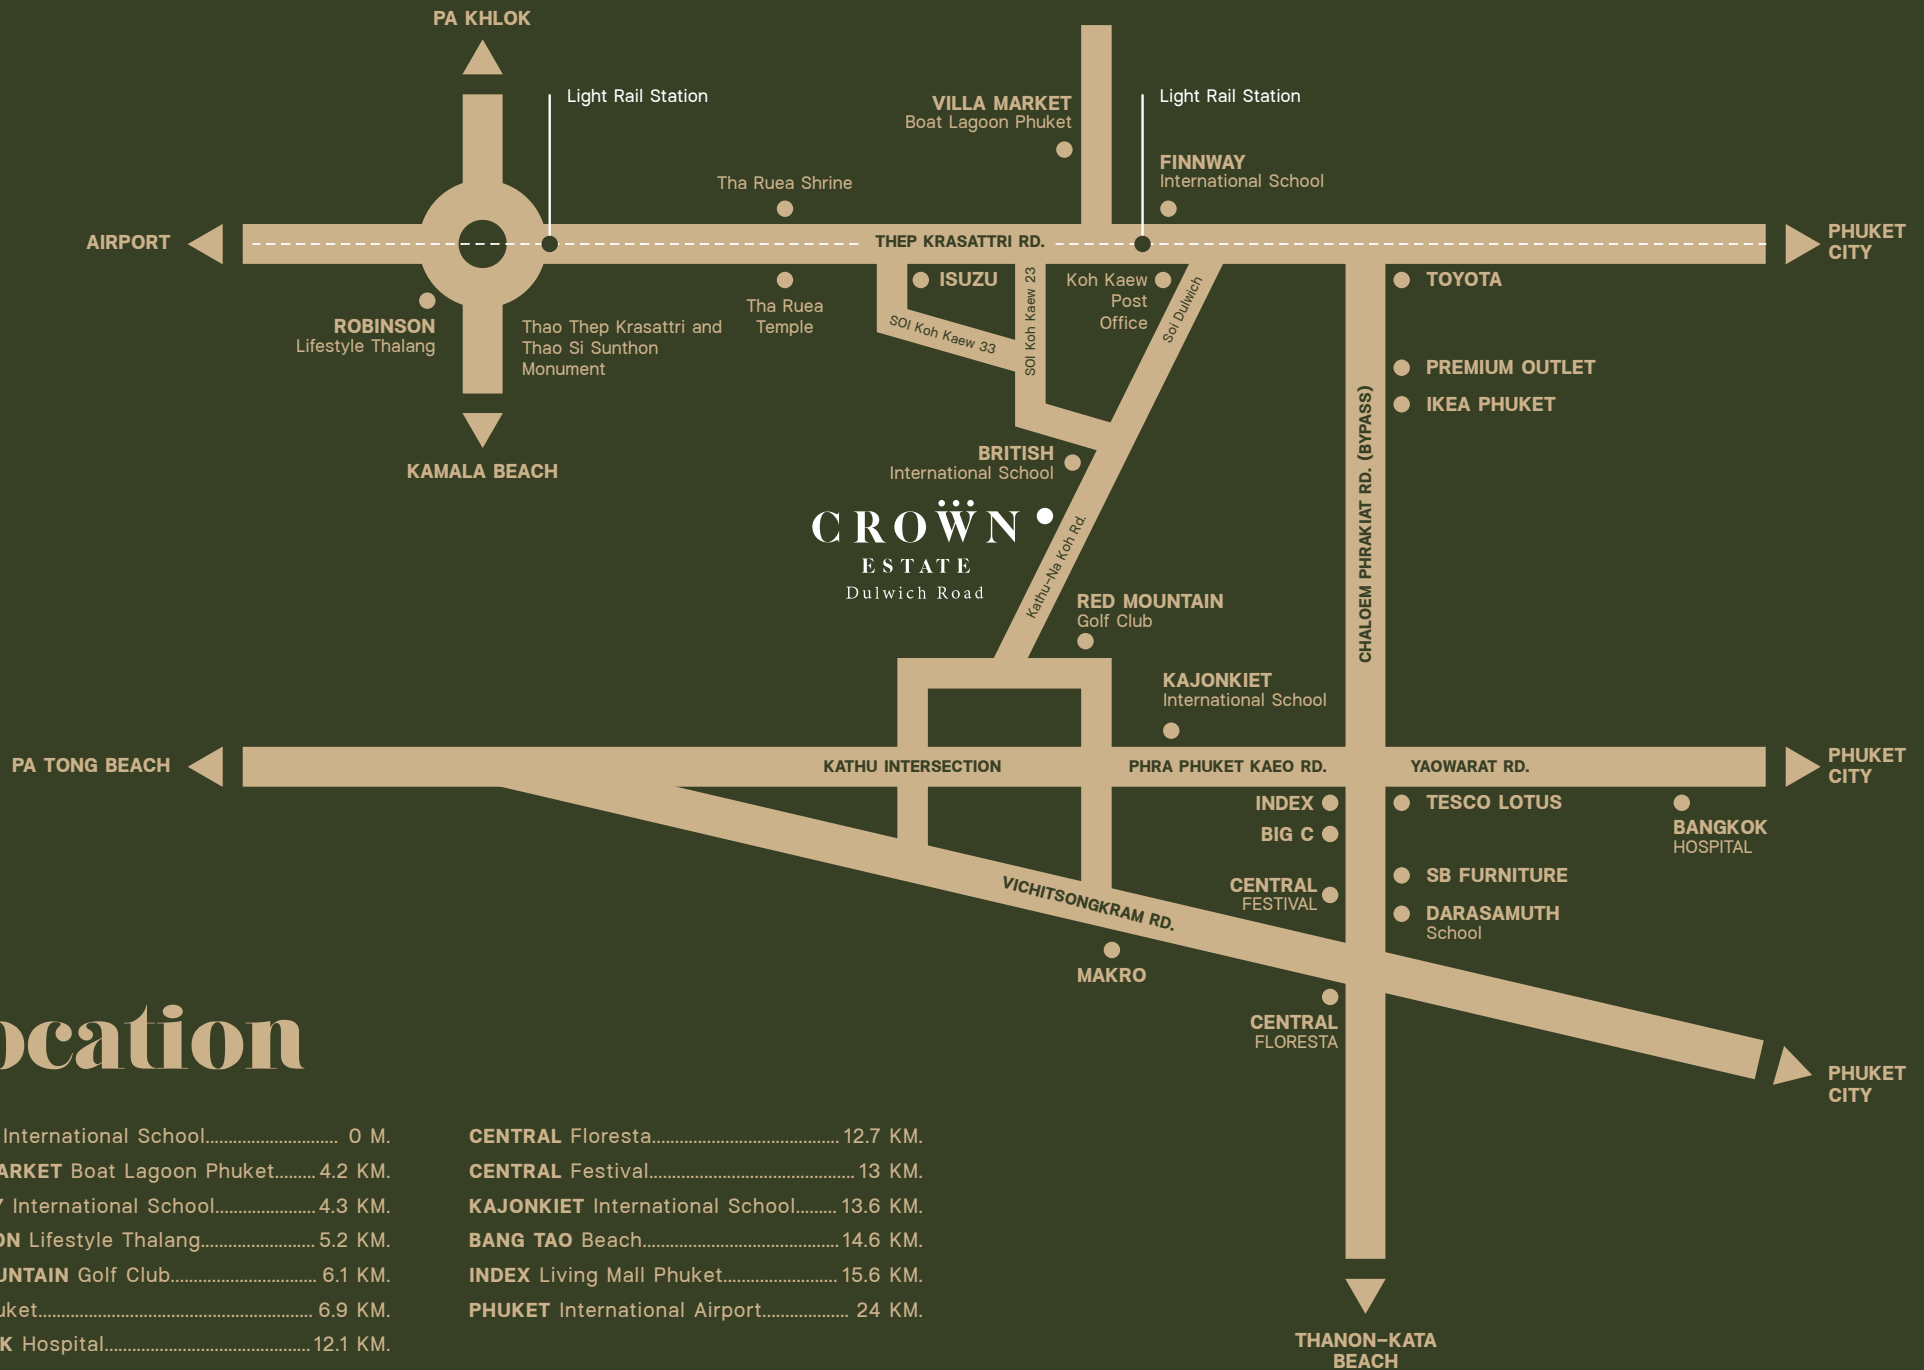 PA KHLOK
Light Rail Station
VILLA MARKET
Boat Lagoon Phuket
Light Rail Station
FINNWAY
International School
Tha Ruea Shrine
AIRPORT
THEP KRASATTRI RD.
PHUKET
CITY
ROBINSON
Lifestyle Thalang
Thao Thep Krasattri and
Thao Si Sunthon
Monument
Tha Ruea
Temple
ISUZU
SOI Koh Kaew 33
SOI Koh Kaew 23
Koh Kaew
Post
Office
Soi Dulwich
TOYOTA
PREMIUM OUTLET
IKEA PHUKET
CHALOEM PHRAKIAT RD. (BYPASS)
KAMALA BEACH
BRITISH
International School
CROWN
ESTATE
Dulwich Road
Kathu-Na Koh Rd.
RED MOUNTAIN
Golf Club
KAJONKIET
International School
PA TONG BEACH
KATHU INTERSECTION
PHRA PHUKET KAEO RD.
YAOWARAT RD.
PHUKET
CITY
INDEX
BIG C
TESCO LOTUS
BANGKOK
HOSPITAL
CENTRAL
FESTIVAL
SB FURNITURE
DARASAMUTH
School
VICHITSONGKRAM RD.
MAKRO
CENTRAL
FLORESTA
PHUKET
CITY
THANON-KATA
BEACH
ocation
International School............................ 0 M.
ARKET Boat Lagoon Phuket.........4.2 KM.
International School......................4.3 KM.
ON Lifestyle Thalang.........................5.2 KM.
UNTAIN Golf Club............................... 6.1 KM.
uket............................................................ 6.9 KM.
K Hospital.............................................12.1 KM.
CENTRAL Floresta.........................................12.7 KM.
CENTRAL Festival.............................................13 KM.
KAJONKIET International School.........13.6 KM.
BANG TAO Beach...........................................14.6 KM.
INDEX Living Mall Phuket......................... 15.6 KM.
PHUKET International Airport................... 24 KM.